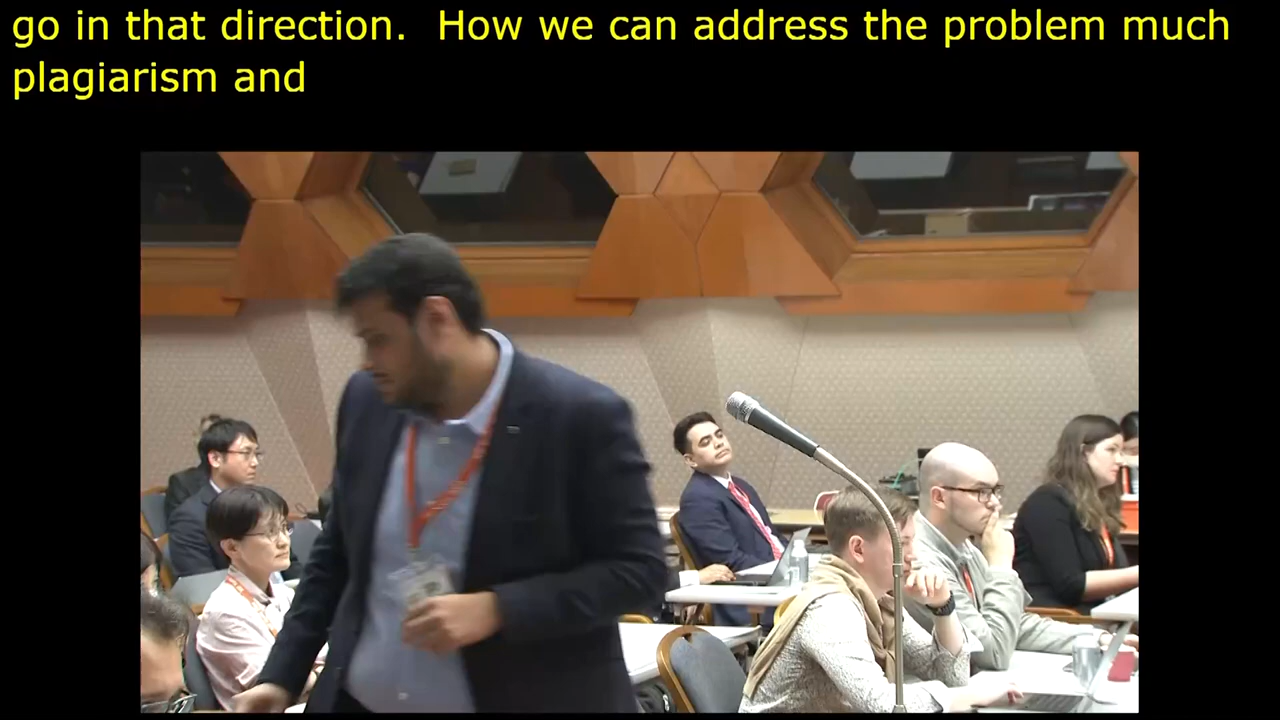 go in that direction.  How we can address the problem much
plagiarism and